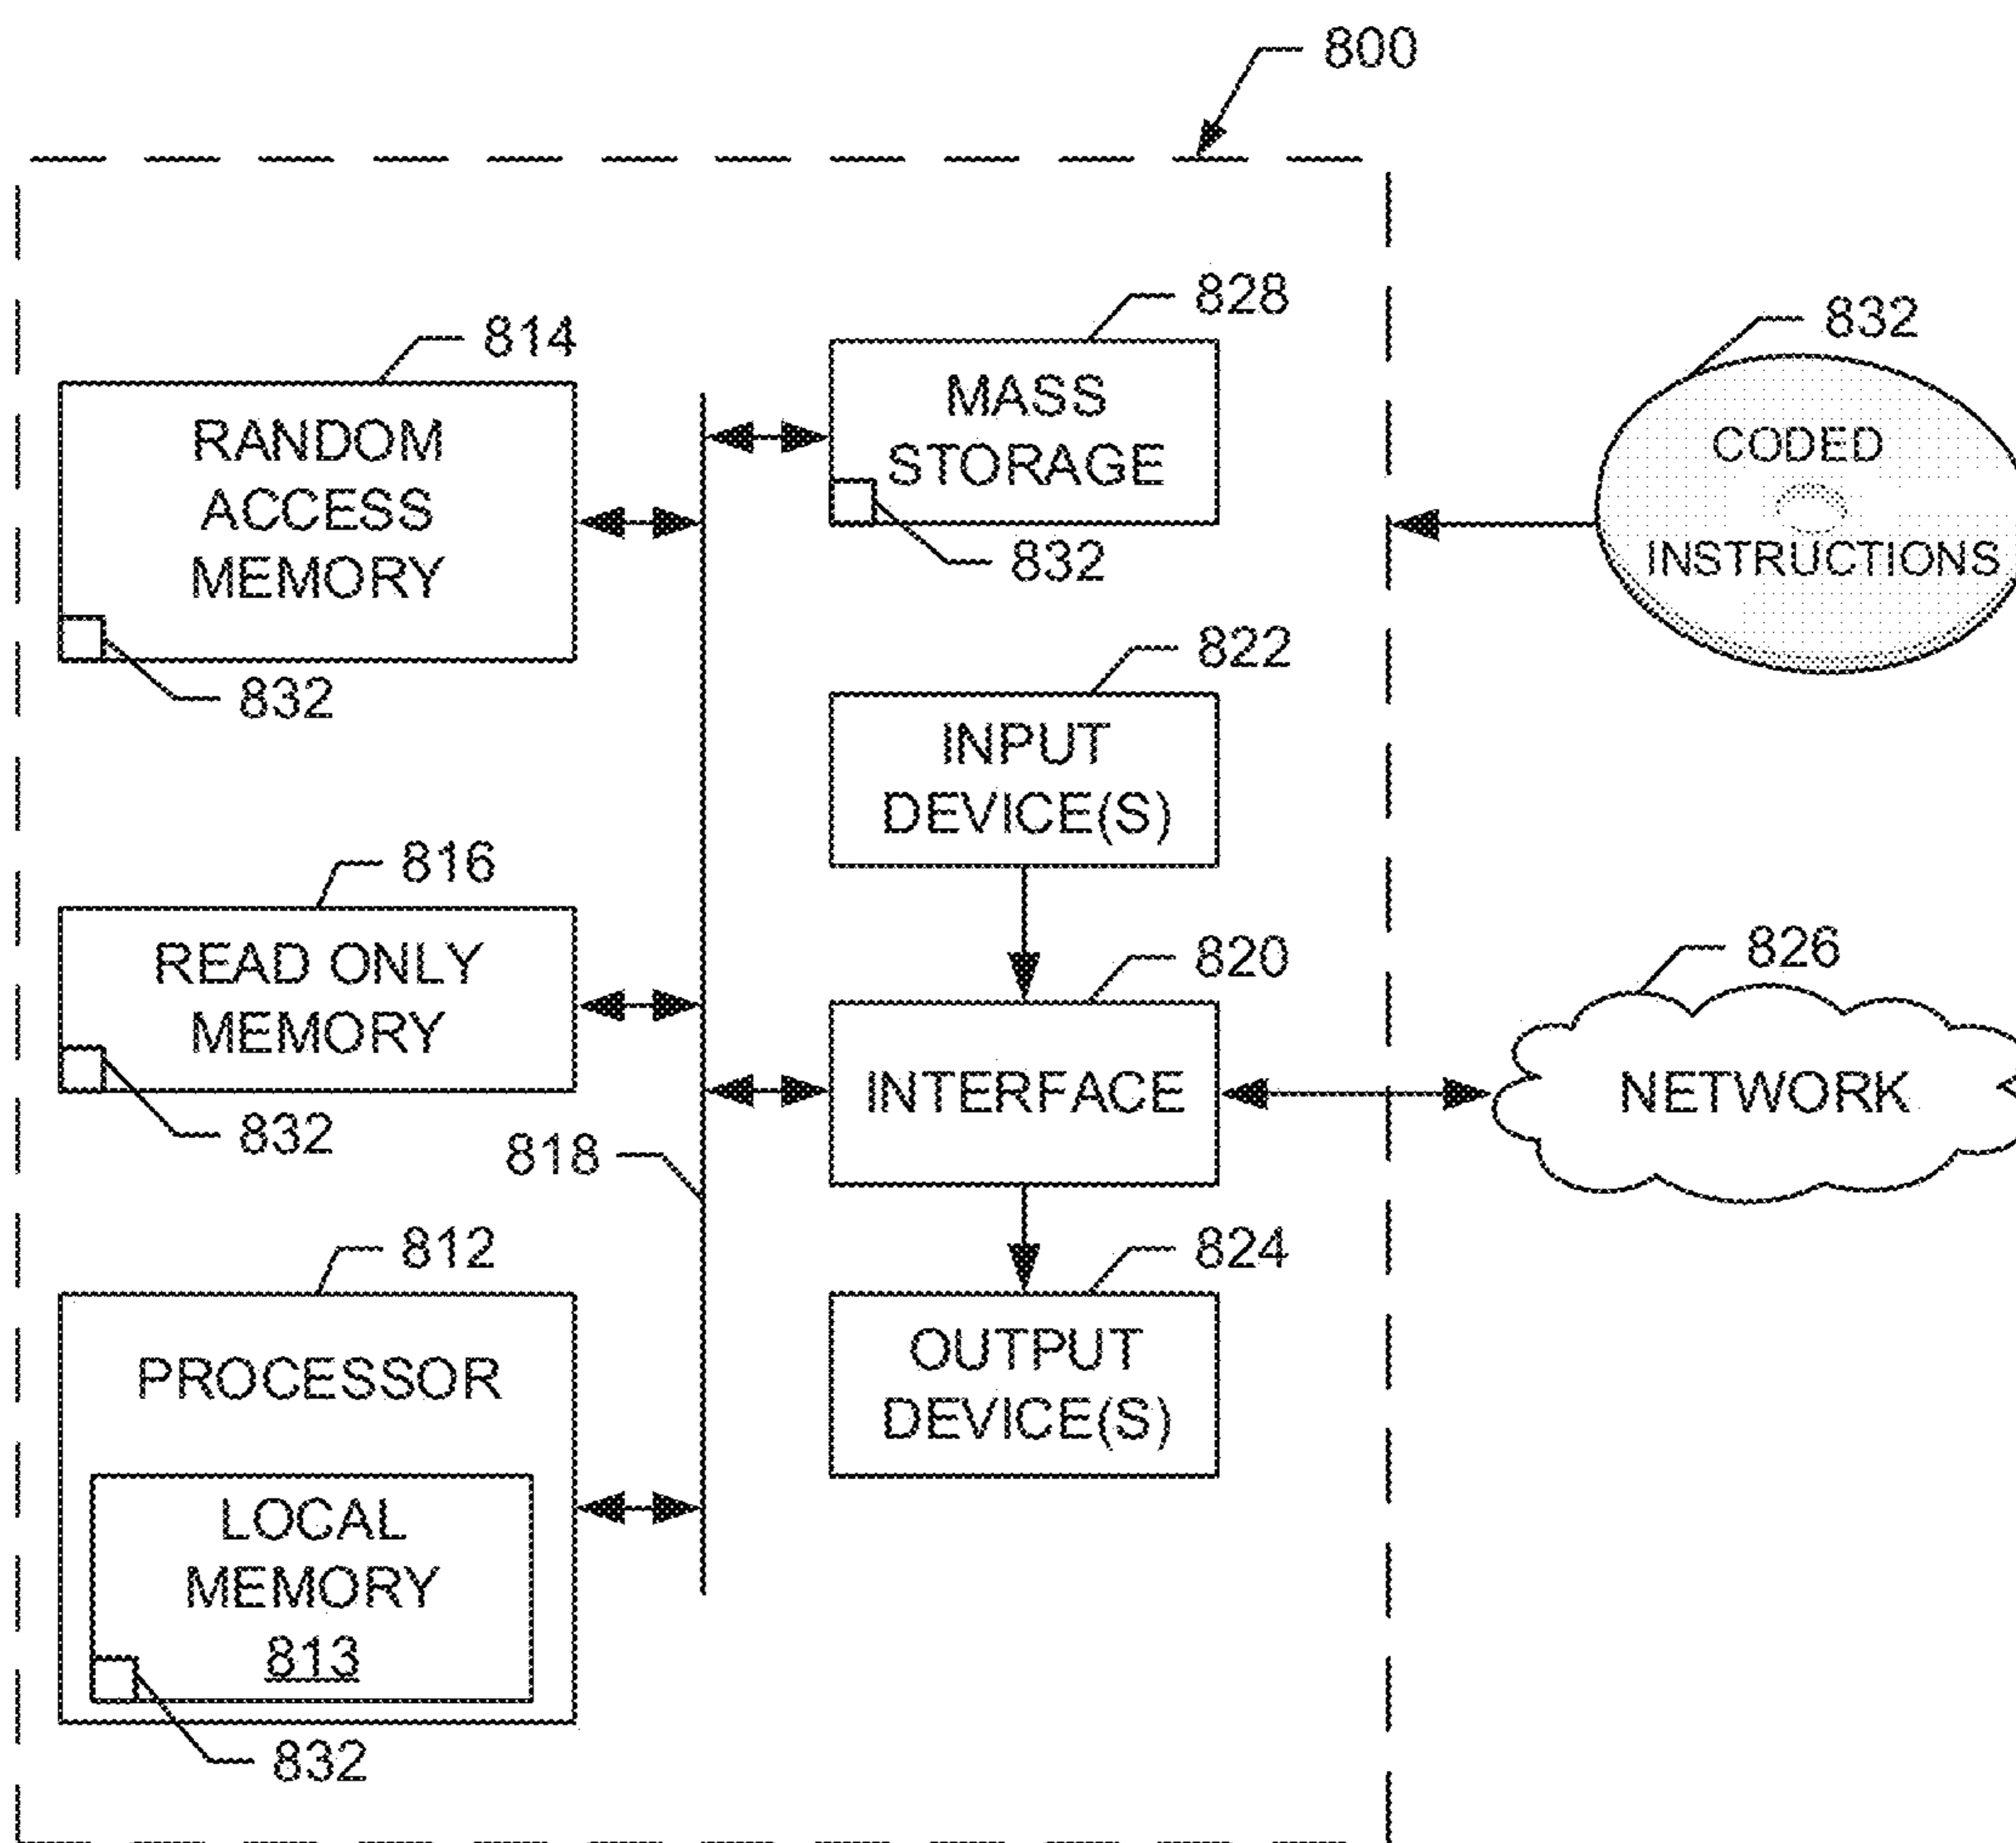 800
828
814
832
MASS
STORAGE
RANDOM
ACCESS
MEMORY
CODED
INSTRUCTIONS
832
832
822
INPUT
DEVICE(S)
816
READ ONLY
MEMORY
820
826
INTERFACE
NETWORK
832
818
812
824
PROCESSOR
OUTPUT
DEVICE(S)
LOCAL
MEMORY
813
832